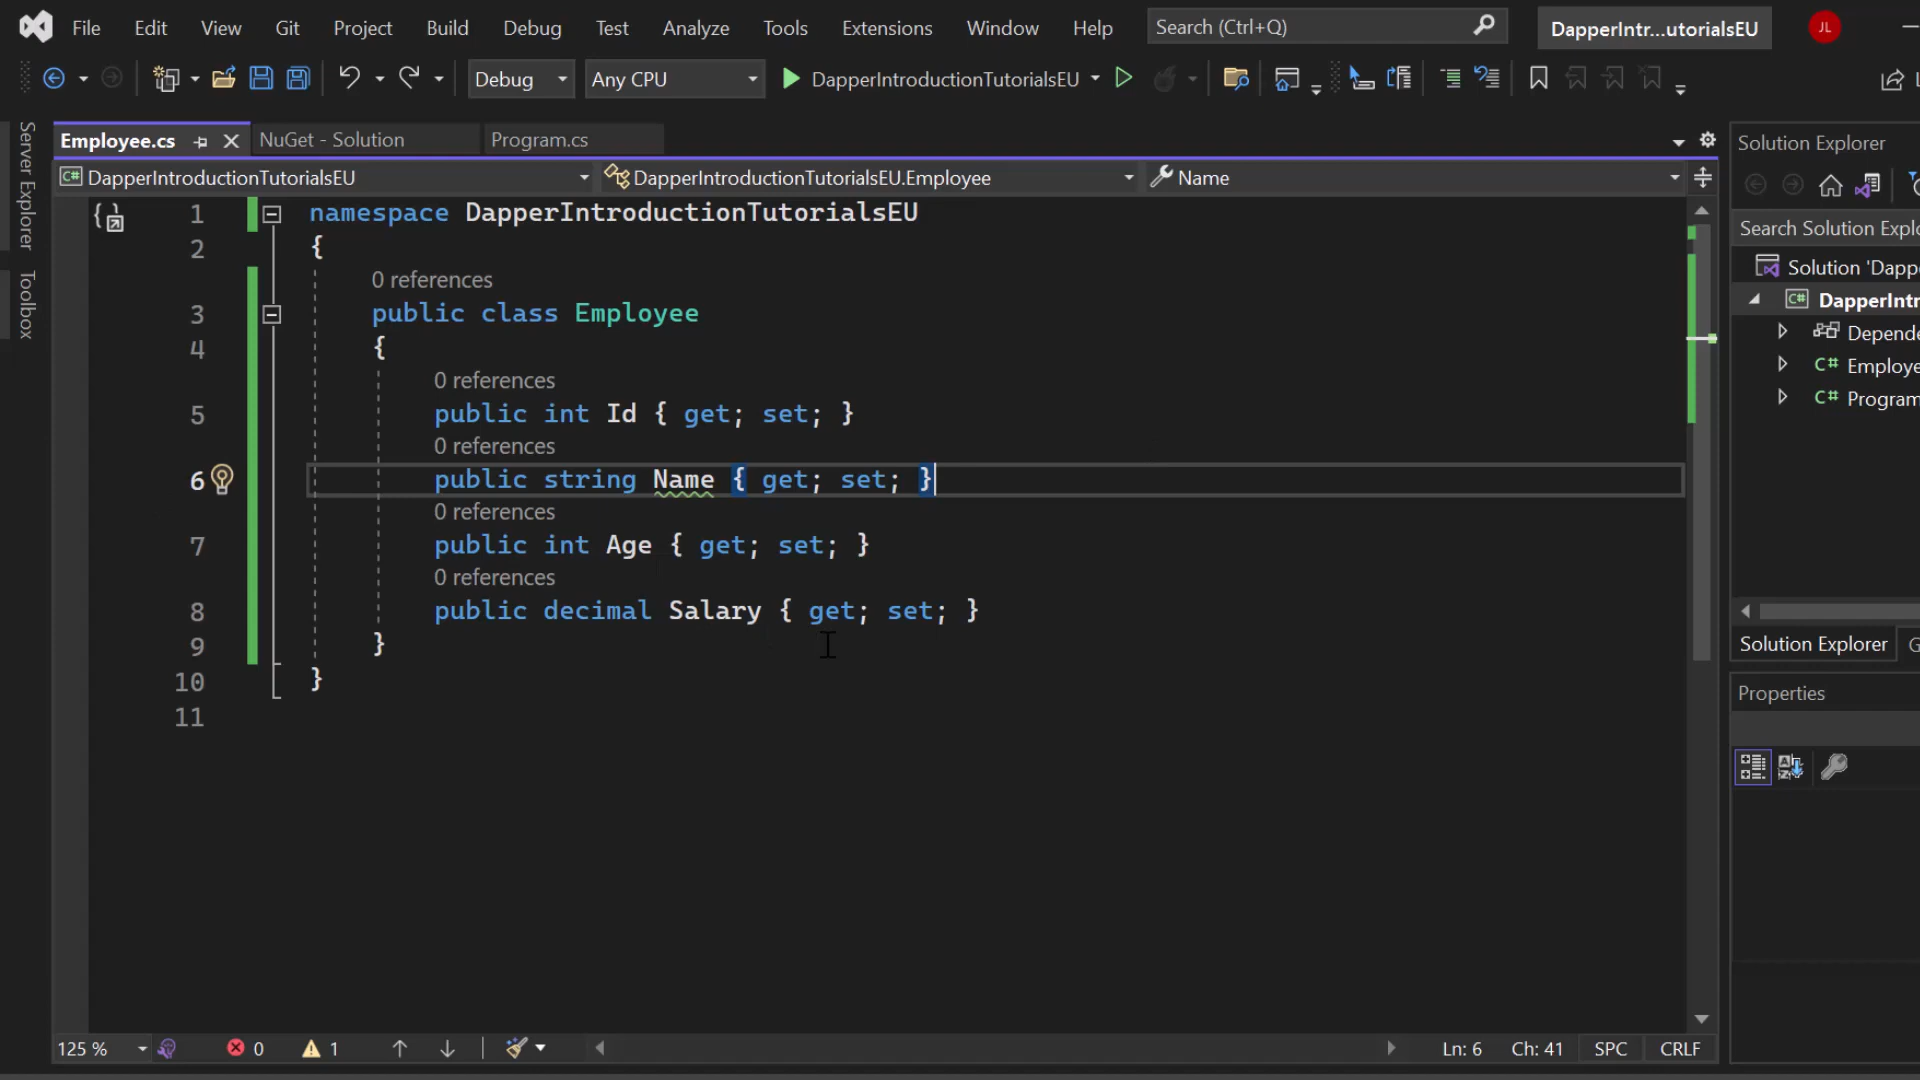 File Edit View Git Project Build Debug Test Analyze Tools Extensions Window Help Search (Ctrl+Q) DapperIntr...utorialsEU JL
Debug Any CPU DapperIntroductionTutorialsEU
Server Explorer
Toolbox
Employee.cs NuGet - Solution Program.cs
DapperIntroductionTutorialsEU DapperIntroductionTutorialsEU.Employee Name
1 namespace DapperIntroductionTutorialsEU
2 {
0 references
3 public class Employee
4 {
0 references
5 public int Id { get; set; }
0 references
6 public string Name { get; set; }
0 references
7 public int Age { get; set; }
0 references
8 public decimal Salary { get; set; }
9 }
10 }
11
125 % 0 1 Ln: 6 Ch: 41 SPC CRLF
Solution Explorer
Search Solution Explo
Solution 'Dapp
C# DapperIntr
Depende
C# Employe
C# Program
Solution Explorer G
Properties